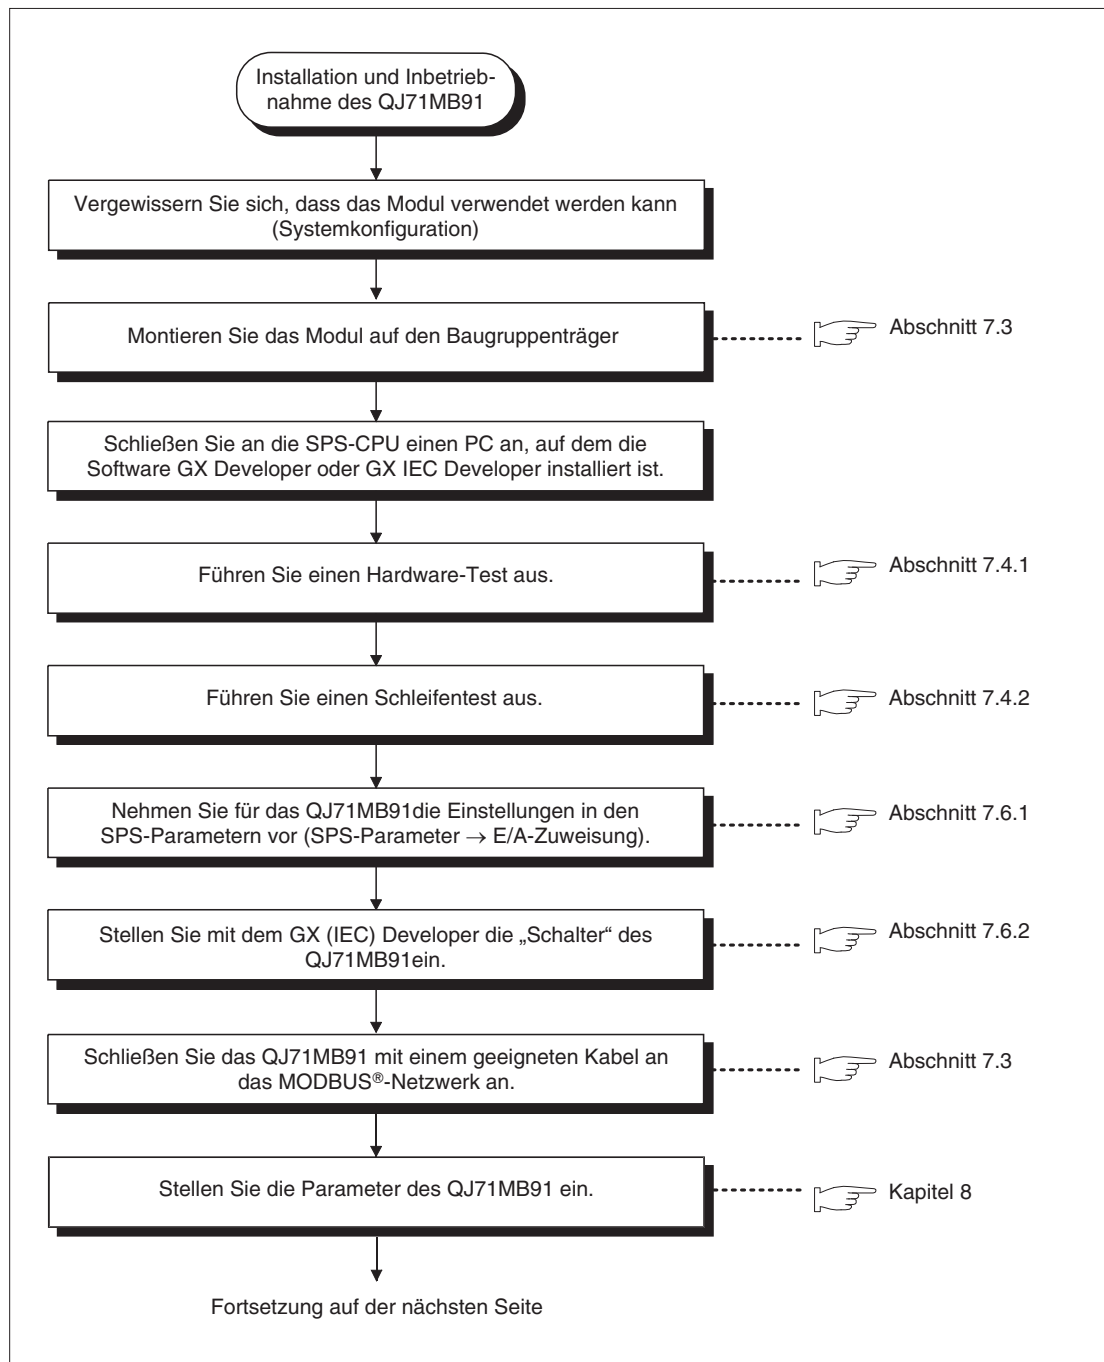 Installation und Inbetrieb-
nahme des QJ71MB91
Vergewissern Sie sich, dass das Modul verwendet werden kann
(Systemkonfiguration)
Montieren Sie das Modul auf den Baugruppenträger
Abschnitt 7.3
Schließen Sie an die SPS-CPU einen PC an, auf dem die
Software GX Developer oder GX IEC Developer installiert ist.
Führen Sie einen Hardware-Test aus.
Abschnitt 7.4.1
Führen Sie einen Schleifentest aus.
Abschnitt 7.4.2
Nehmen Sie für das QJ71MB91die Einstellungen in den
SPS-Parametern vor (SPS-Parameter → E/A-Zuweisung).
Abschnitt 7.6.1
Stellen Sie mit dem GX (IEC) Developer die „Schalter“ des
QJ71MB91ein.
Abschnitt 7.6.2
Schließen Sie das QJ71MB91 mit einem geeigneten Kabel an
das MODBUS®-Netzwerk an.
Abschnitt 7.3
Stellen Sie die Parameter des QJ71MB91 ein.
Kapitel 8
Fortsetzung auf der nächsten Seite